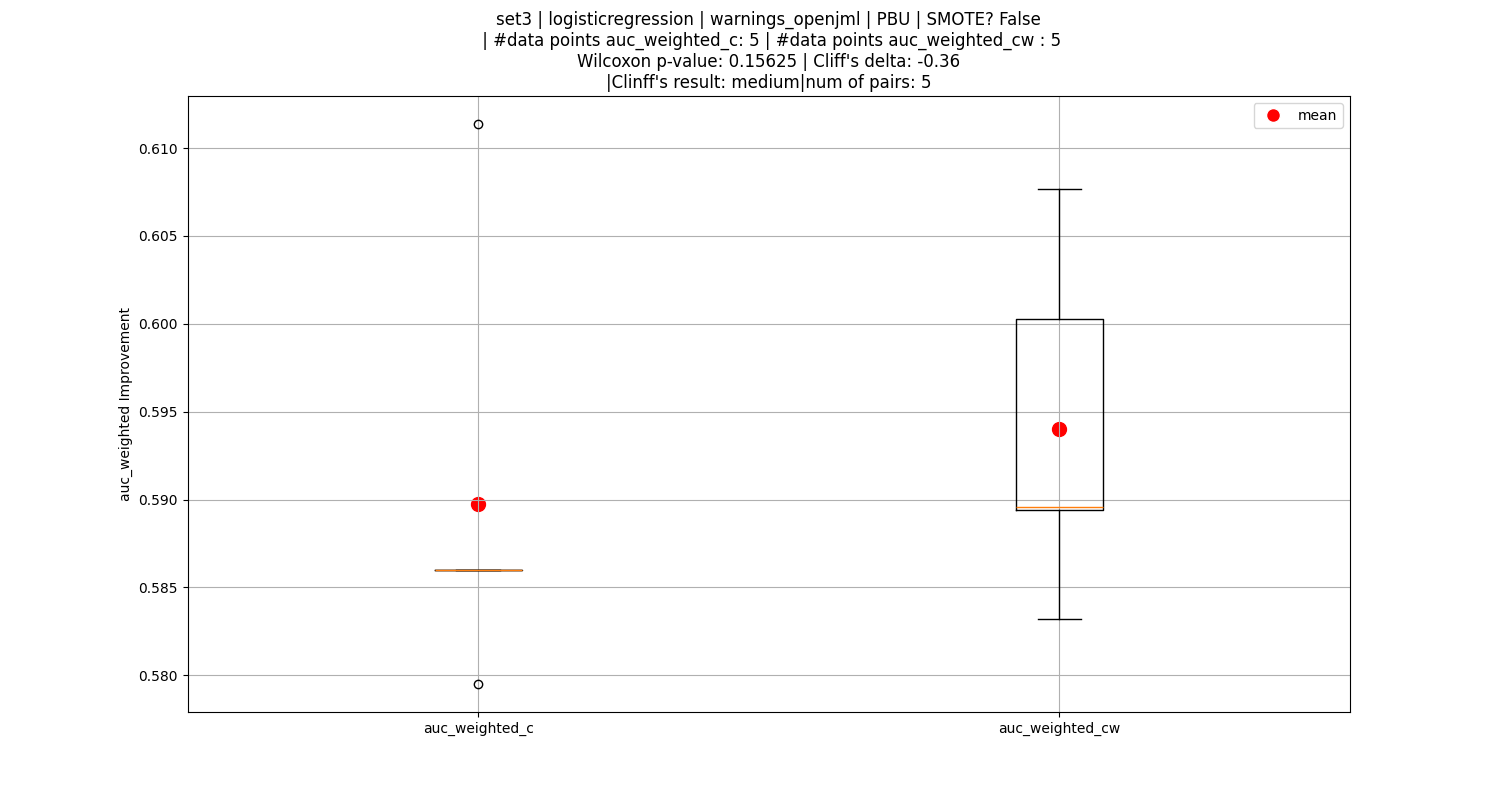 set3 | logisticregression | warnings_openjml | PBU | SMOTE? False
| #data points auc_weighted_c: 5 | #data points auc_weighted_cw : 5
Wilcoxon p-value: 0.15625 | Cliff's delta: -0.36
|Clinff's result: medium|num of pairs: 5
mean
0.610
0.605
0.600
0.595
0.590
0.585
0.580
auc_weighted Improvement
auc_weighted_c
auc_weighted_cw